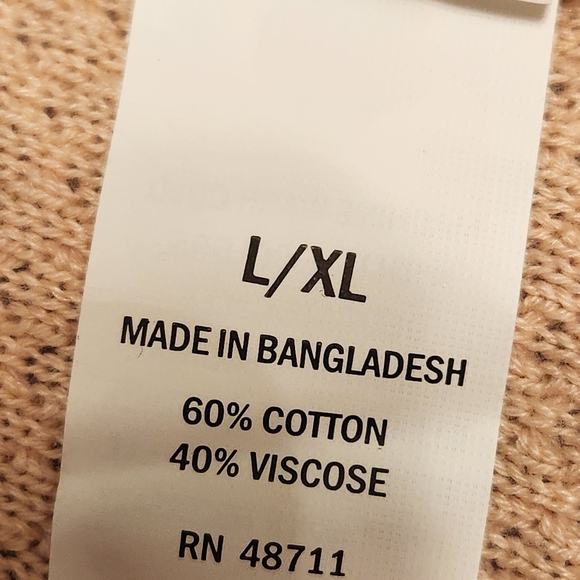 L/XL
MADE IN BANGLADESH
60% COTTON
40% VISCOSE
RN 48711